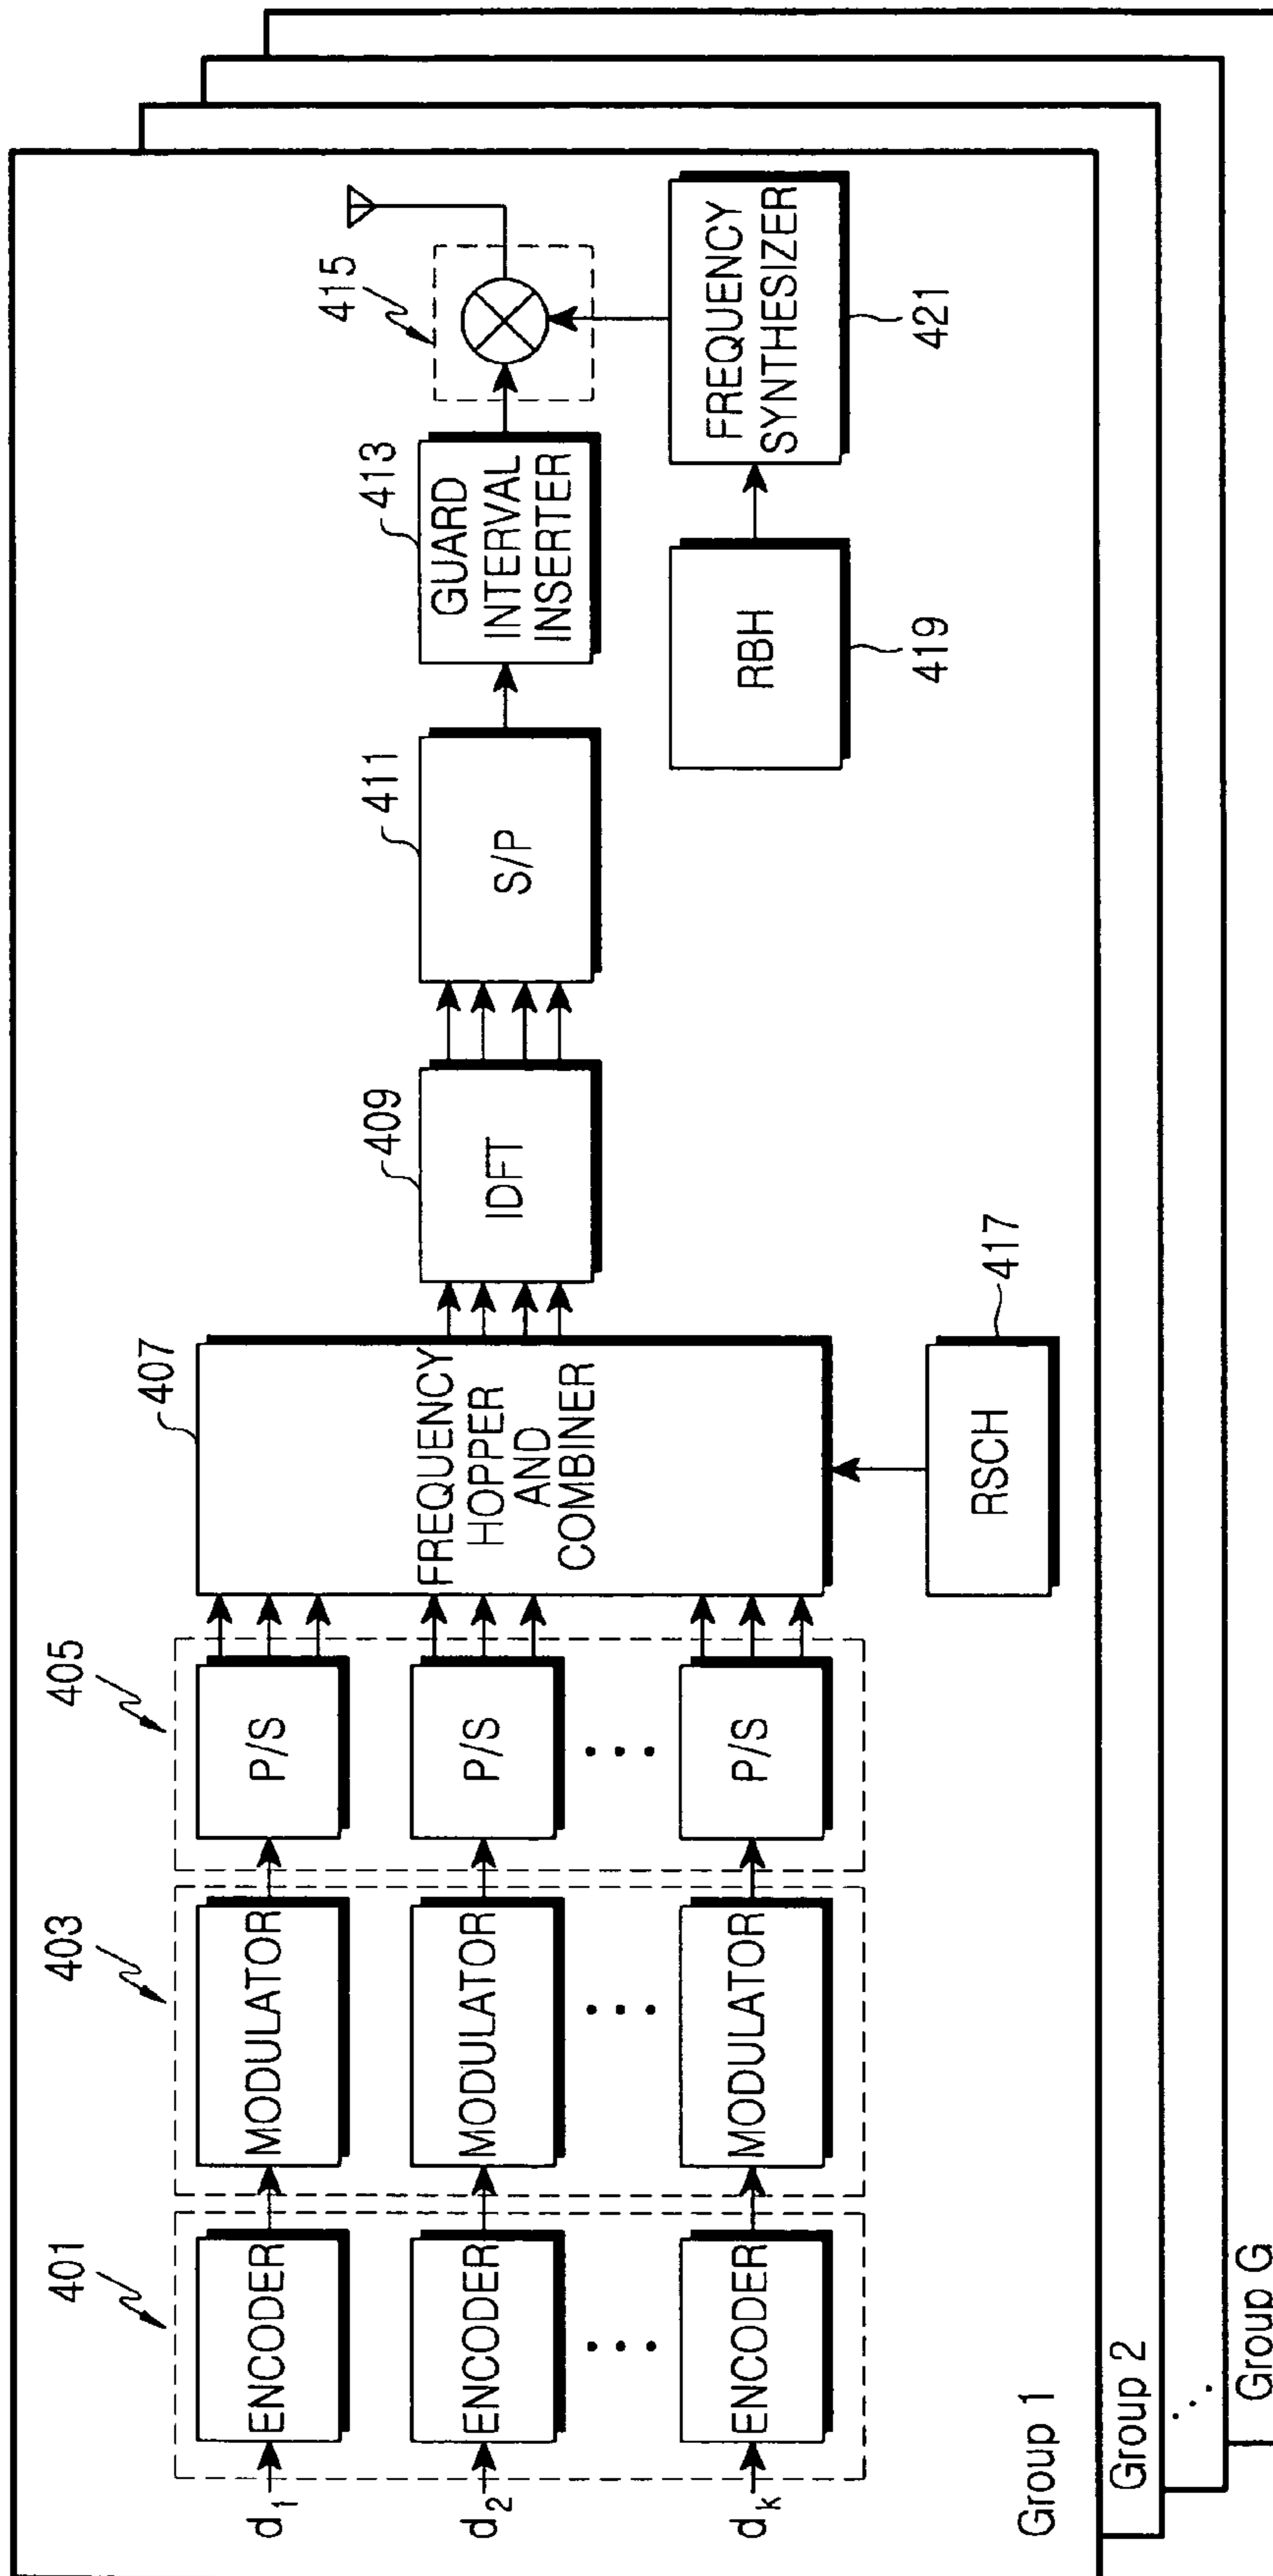 401
403
405
407
409
411
413
415
d1
ENCODER
MODULATOR
P/S
d2
ENCODER
MODULATOR
P/S
dk
ENCODER
MODULATOR
P/S
FREQUENCY
HOPPER
AND
COMBINER
IDFT
S/P
GUARD
INTERVAL
INSERTER
RSCH
417
RBH
419
FREQUENCY
SYNTHESIZER
421
Group 1
Group 2
Group G